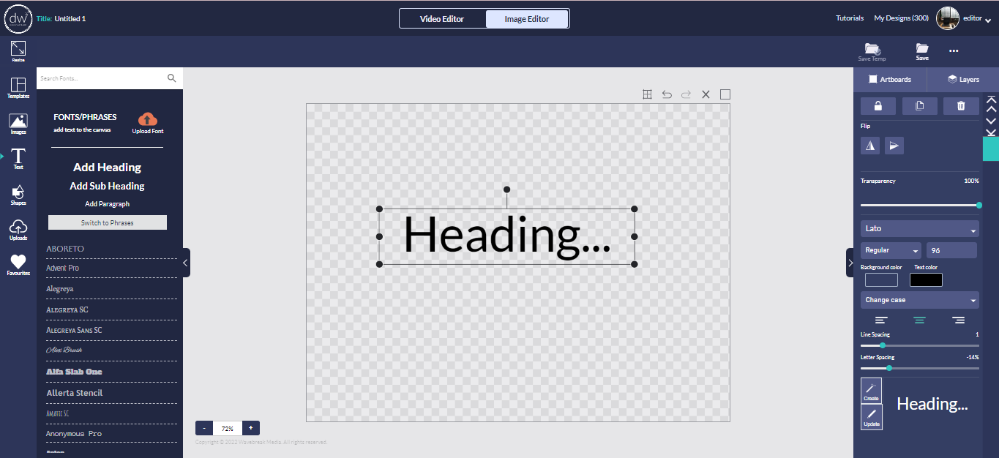 dw
Title: Untitled 1
Video Editor
Image Editor
Tutorials
My Designs (300)
editor
Resize
Save Temp
Save
Templates
Images
Text
Shapes
Uploads
Favourites
Search Fonts...
FONTS/PHRASES
add text to the canvas
Upload Font
Add Heading
Add Sub Heading
Add Paragraph
Switch to Phrases
ABORETO
Advent Pro
Alegreya
ALEGREYA SC
ALEGREYA SANS SC
Alex Brush
Alfa Slab One
Allerta Stencil
AMATIC SC
Anonymous Pro
Heading...
- 72% +
Copyright © 2022 Wavebreak Media. All rights reserved.
Artboards
Layers
Flip
Transparency 100%
Lato
Regular 96
Background color Text color
Change case
Line Spacing 1
Letter Spacing -14%
Create
Update
Heading...